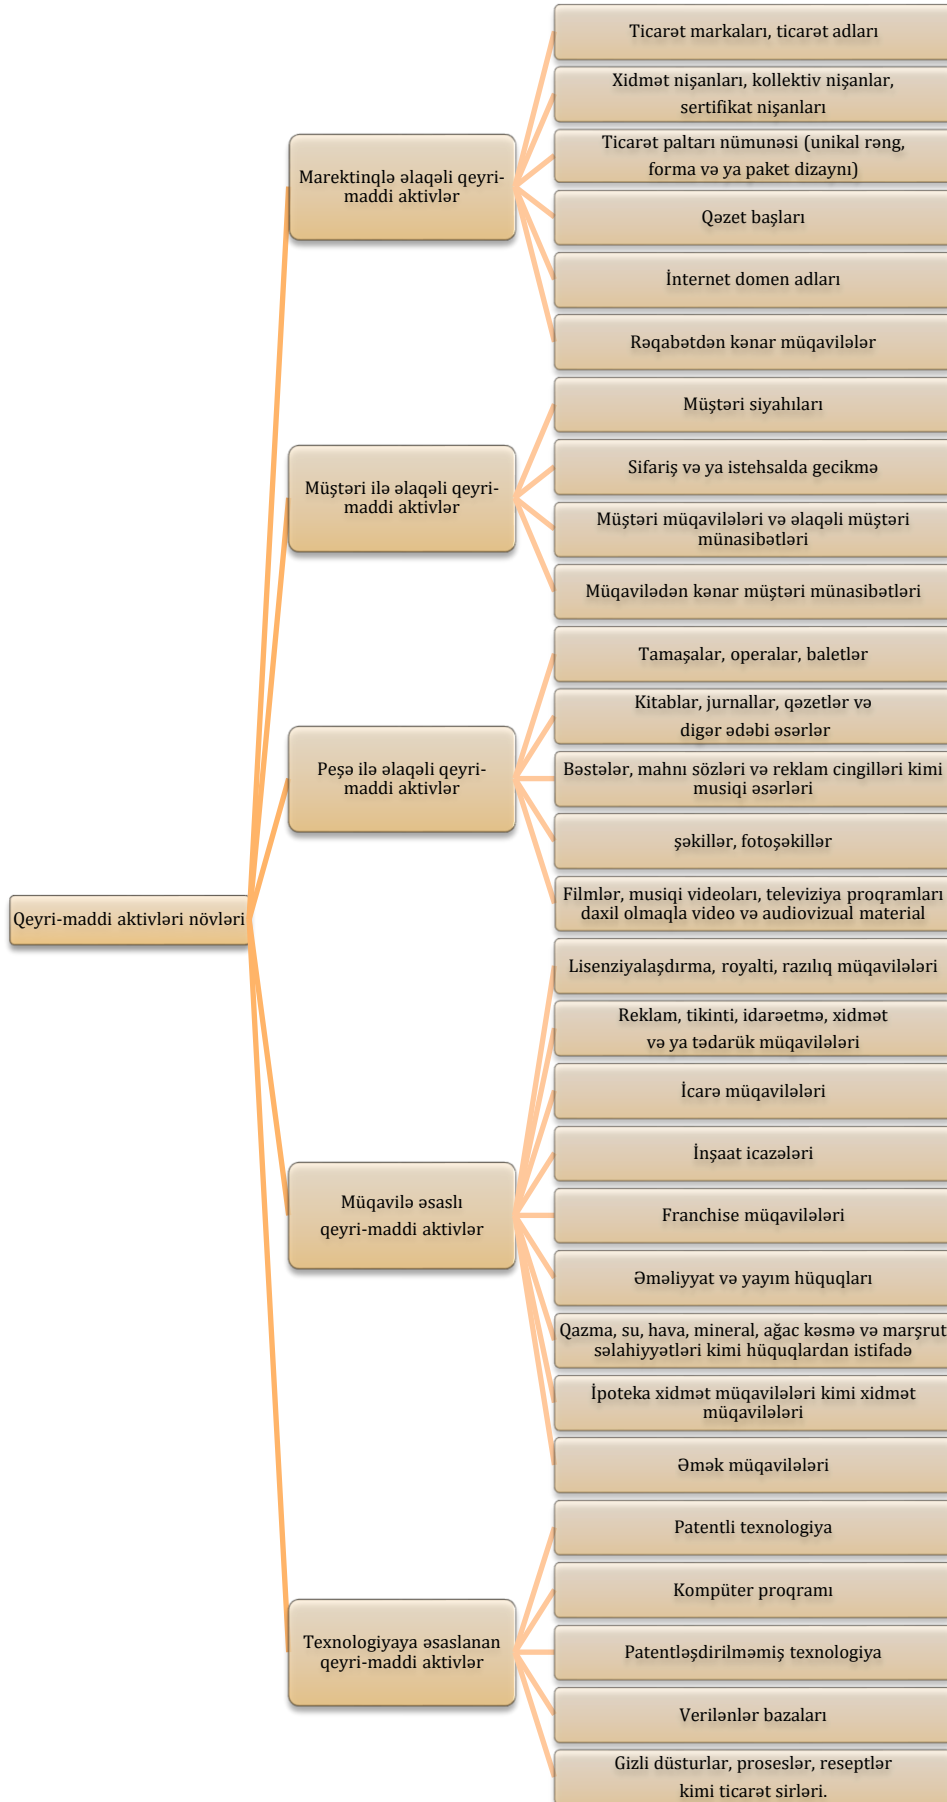 Qeyri-maddi aktivləri növləri
Marektinqlə əlaqəli qeyri-
maddi aktivlər
Ticarət markaları, ticarət adları
Xidmət nişanları, kollektiv nişanlar,
sertifikat nişanları
Ticarət paltarı nümunəsi (unikal rəng,
forma və ya paket dizaynı)
Qəzet başları
İnternet domen adları
Rəqabətdən kənar müqavilələr
Müştəri ilə əlaqəli qeyri-
maddi aktivlər
Müştəri siyahıları
Sifariş və ya istehsalda gecikmə
Müştəri müqavilələri və əlaqəli müştəri
münasibətləri
Müqavilədən kənar müştəri münasibətləri
Peşə ilə əlaqəli qeyri-
maddi aktivlər
Tamaşalar, operalar, baletlər
Kitablar, jurnallar, qəzetlər və
digər ədəbi əsərlər
Bəstələr, mahnı sözləri və reklam cingilləri kimi
musiqi əsərləri
şəkillər, fotoşəkillər
Filmlər, musiqi videoları, televiziya proqramları
daxil olmaqla video və audiovizual material
Müqavilə əsaslı
qeyri-maddi aktivlər
Lisenziyalaşdırma, royalti, razılıq müqavilələri
Reklam, tikinti, idarəetmə, xidmət
və ya tədarük müqavilələri
İcarə müqavilələri
İnşaat icazələri
Franchise müqavilələri
Əməliyyat və yayım hüquqları
Qazma, su, hava, mineral, ağac kəsmə və marşrut
səlahiyyətləri kimi hüquqlardan istifadə
İpoteka xidmət müqavilələri kimi xidmət
müqavilələri
Əmək müqavilələri
Texnologiyaya əsaslanan
qeyri-maddi aktivlər
Patentli texnologiya
Kompüter proqramı
Patentləşdirilməmiş texnologiya
Verilənlər bazaları
Gizli düsturlar, proseslər, reseptlər
kimi ticarət sirləri.